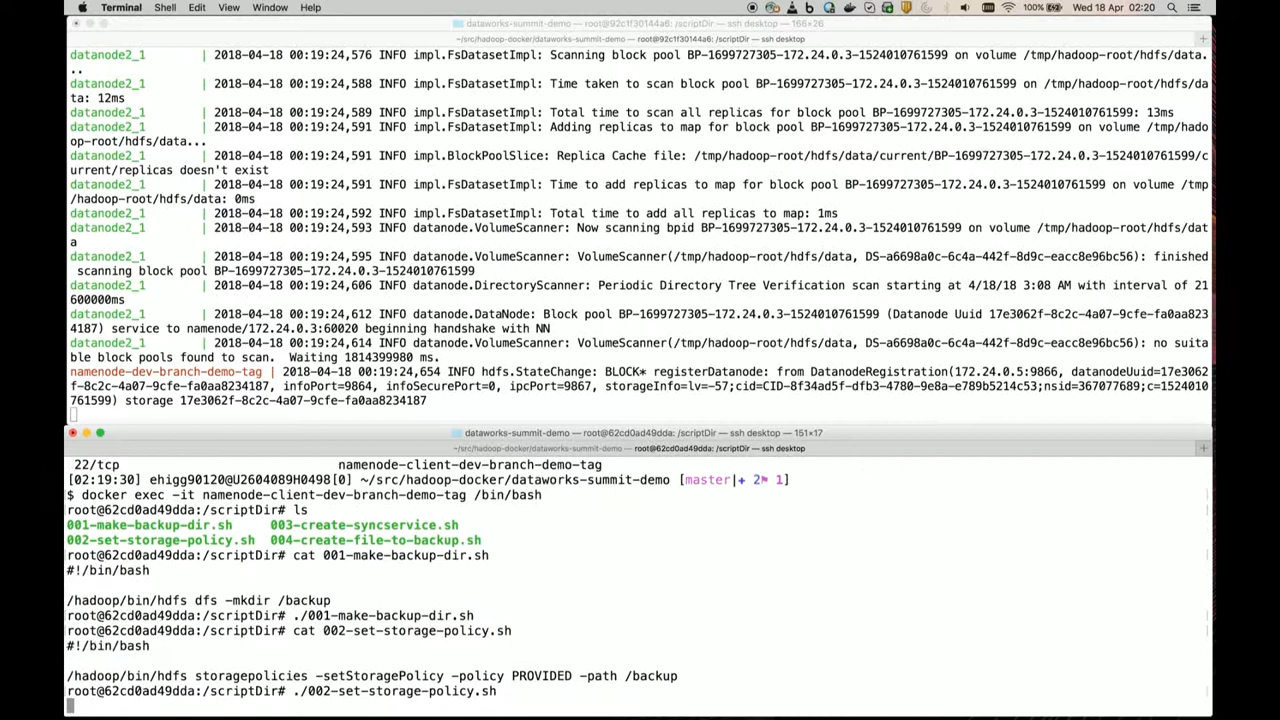 Terminal Shell Edit View Window Help 100% Wed 18 Apr 02:20
dataworks-summit-demo — root@92c1f30144a6: /scriptDir — ssh desktop — 166×26
~/src/hadoop-docker/dataworks-summit-demo — root@92c1f30144a6: /scriptDir — ssh desktop
datanode2_1 | 2018-04-18 00:19:24,576 INFO impl.FsDatasetImpl: Scanning block pool BP-1699727305-172.24.0.3-1524010761599 on volume /tmp/hadoop-root/hdfs/data.
..
datanode2_1 | 2018-04-18 00:19:24,588 INFO impl.FsDatasetImpl: Time taken to scan block pool BP-1699727305-172.24.0.3-1524010761599 on /tmp/hadoop-root/hdfs/da
ta: 12ms
datanode2_1 | 2018-04-18 00:19:24,589 INFO impl.FsDatasetImpl: Total time to scan all replicas for block pool BP-1699727305-172.24.0.3-1524010761599: 13ms
datanode2_1 | 2018-04-18 00:19:24,591 INFO impl.FsDatasetImpl: Adding replicas to map for block pool BP-1699727305-172.24.0.3-1524010761599 on volume /tmp/hado
op-root/hdfs/data...
datanode2_1 | 2018-04-18 00:19:24,591 INFO impl.BlockPoolSlice: Replica Cache file: /tmp/hadoop-root/hdfs/data/current/BP-1699727305-172.24.0.3-1524010761599/c
urrent/replicas doesn't exist
datanode2_1 | 2018-04-18 00:19:24,591 INFO impl.FsDatasetImpl: Time to add replicas to map for block pool BP-1699727305-172.24.0.3-1524010761599 on volume /tmp
/hadoop-root/hdfs/data: 0ms
datanode2_1 | 2018-04-18 00:19:24,592 INFO impl.FsDatasetImpl: Total time to add all replicas to map: 1ms
datanode2_1 | 2018-04-18 00:19:24,593 INFO datanode.VolumeScanner: Now scanning bpid BP-1699727305-172.24.0.3-1524010761599 on volume /tmp/hadoop-root/hdfs/dat
a
datanode2_1 | 2018-04-18 00:19:24,595 INFO datanode.VolumeScanner: VolumeScanner(/tmp/hadoop-root/hdfs/data, DS-a6698a0c-6c4a-442f-8d9c-eacc8e96bc56): finished
scanning block pool BP-1699727305-172.24.0.3-1524010761599
datanode2_1 | 2018-04-18 00:19:24,606 INFO datanode.DirectoryScanner: Periodic Directory Tree Verification scan starting at 4/18/18 3:08 AM with interval of 21
600000ms
datanode2_1 | 2018-04-18 00:19:24,612 INFO datanode.DataNode: Block pool BP-1699727305-172.24.0.3-1524010761599 (Datanode Uuid 17e3062f-8c2c-4a07-9cfe-fa0aa823
4187) service to namenode/172.24.0.3:60020 beginning handshake with NN
datanode2_1 | 2018-04-18 00:19:24,614 INFO datanode.VolumeScanner: VolumeScanner(/tmp/hadoop-root/hdfs/data, DS-a6698a0c-6c4a-442f-8d9c-eacc8e96bc56): no suita
ble block pools found to scan.  Waiting 1814399980 ms.
namenode-dev-branch-demo-tag | 2018-04-18 00:19:24,654 INFO hdfs.StateChange: BLOCK* registerDatanode: from DatanodeRegistration(172.24.0.5:9866, datanodeUuid=17e3062
f-8c2c-4a07-9cfe-fa0aa8234187, infoPort=9864, infoSecurePort=0, ipcPort=9867, storageInfo=lv=-57;cid=CID-8f34ad5f-dfb3-4780-9e8a-e789b5214c53;nsid=367077689;c=1524010
761599) storage 17e3062f-8c2c-4a07-9cfe-fa0aa8234187
dataworks-summit-demo — root@62cd0ad49dda: /scriptDir — ssh desktop — 151×17
~/src/hadoop-docker/dataworks-summit-demo — root@62cd0ad49dda: /scriptDir — ssh desktop
22/tcp namenode-client-dev-branch-demo-tag
[02:19:30] ehigg90120@U2604089H0498[0] ~/src/hadoop-docker/dataworks-summit-demo [master|+ 2⚑ 1]
$ docker exec -it namenode-client-dev-branch-demo-tag /bin/bash
root@62cd0ad49dda:/scriptDir# ls
001-make-backup-dir.sh 003-create-syncservice.sh
002-set-storage-policy.sh 004-create-file-to-backup.sh
root@62cd0ad49dda:/scriptDir# cat 001-make-backup-dir.sh
#!/bin/bash
/hadoop/bin/hdfs dfs -mkdir /backup
root@62cd0ad49dda:/scriptDir# ./001-make-backup-dir.sh
root@62cd0ad49dda:/scriptDir# cat 002-set-storage-policy.sh
#!/bin/bash
/hadoop/bin/hdfs storagepolicies -setStoragePolicy -policy PROVIDED -path /backup
root@62cd0ad49dda:/scriptDir# ./002-set-storage-policy.sh